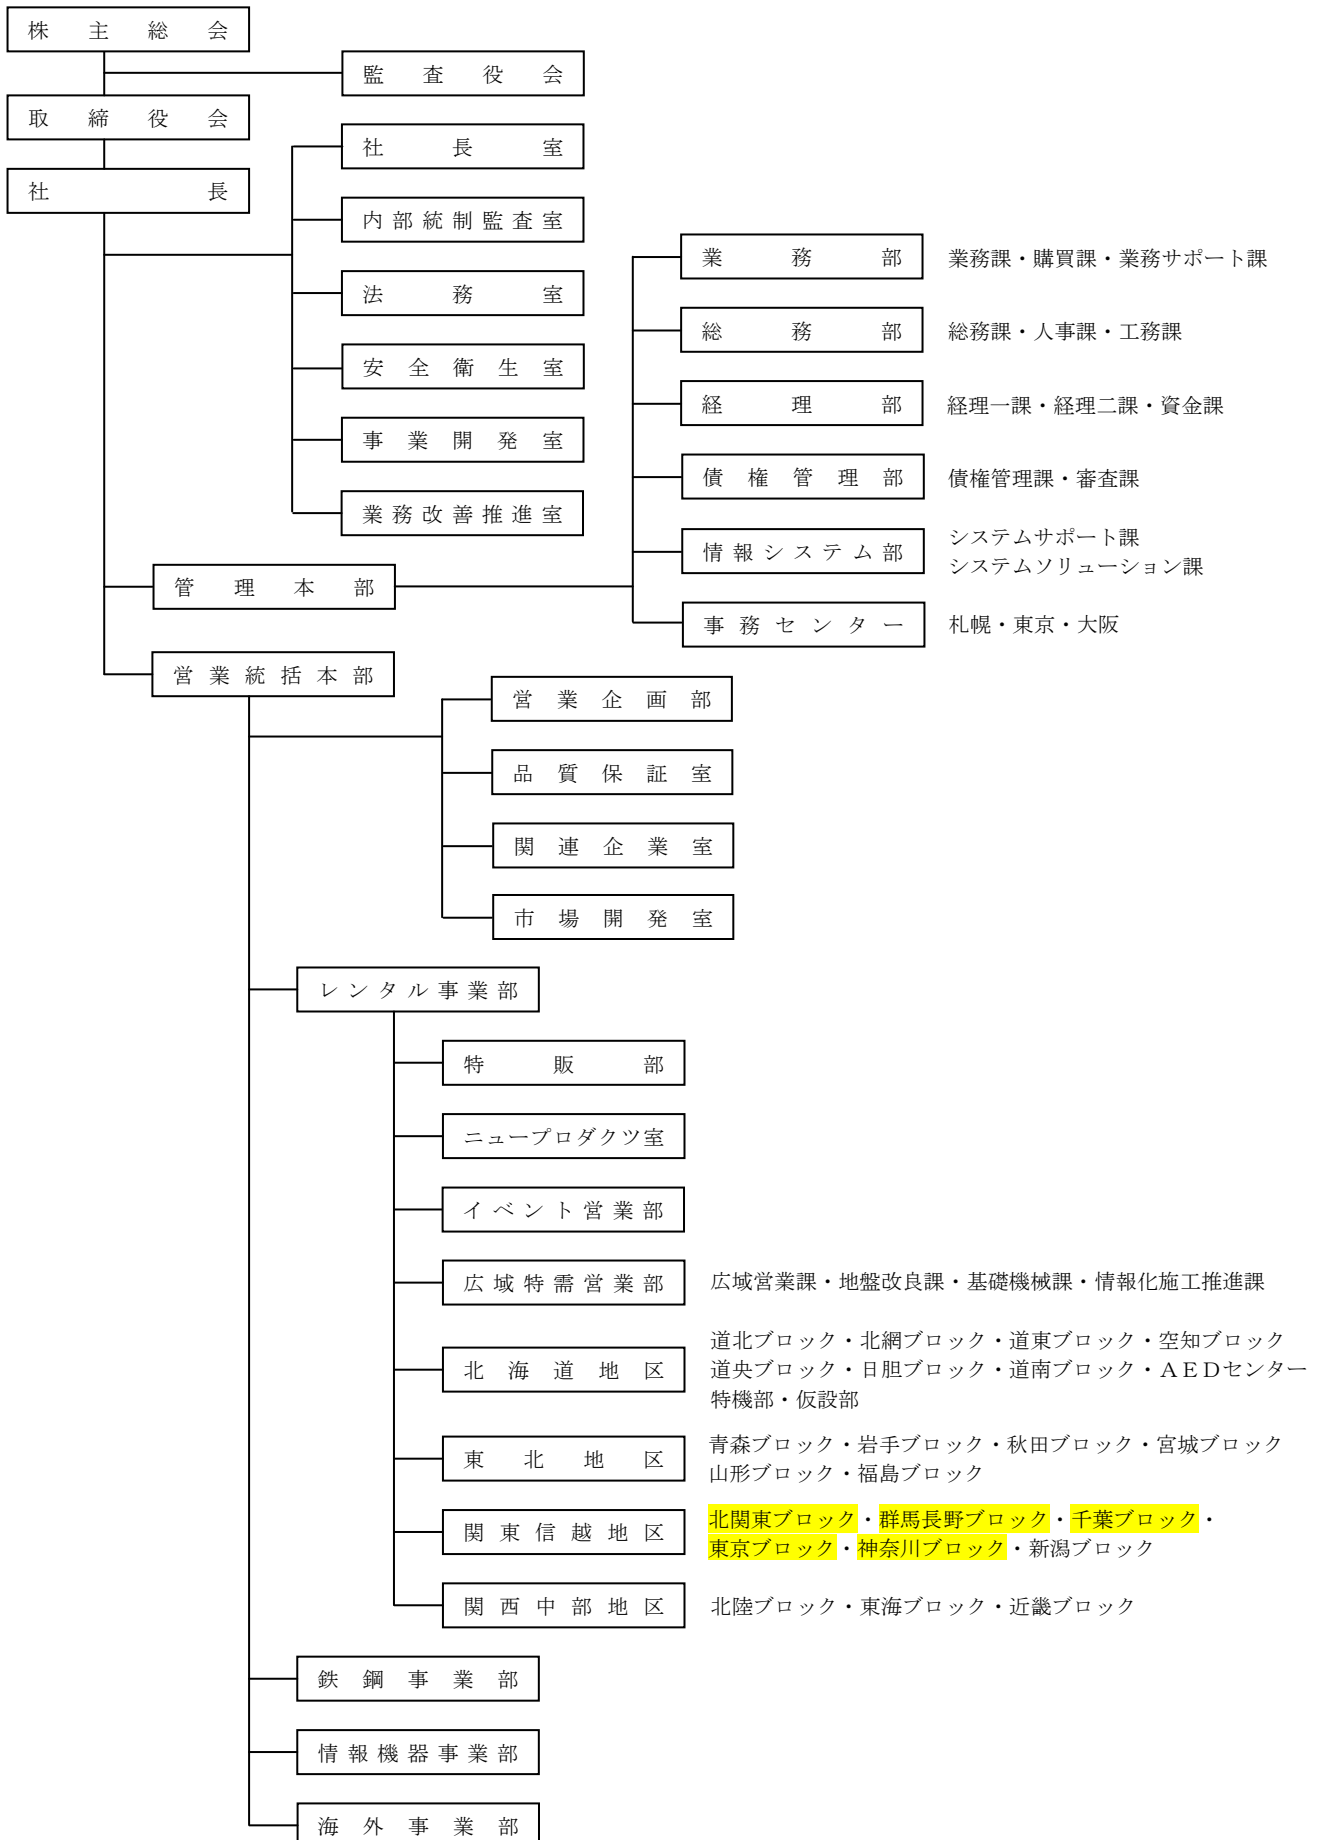 株主総会
監査役会
取締役会
社長室
社長
内部統制監査室
法務室
安全衛生室
事業開発室
業務改善推進室
業務部 業務課・購買課・業務サポート課
総務部 総務課・人事課・工務課
経理部 経理一課・経理二課・資金課
債権管理部 債権管理課・審査課
情報システム部 システムサポート課
システムソリューション課
管理本部
事務センター 札幌・東京・大阪
営業統括本部
営業企画部
品質保証室
関連企業室
市場開発室
レンタル事業部
特販部
ニュープロダクツ室
イベント営業部
広域特需営業部 広域営業課・地盤改良課・基礎機械課・情報化施工推進課
北海道地区 道北ブロック・北網ブロック・道東ブロック・空知ブロック
道央ブロック・日胆ブロック・道南ブロック・ＡＥＤセンター
特機部・仮設部
東北地区 青森ブロック・岩手ブロック・秋田ブロック・宮城ブロック
山形ブロック・福島ブロック
関東信越地区 北関東ブロック・群馬長野ブロック・千葉ブロック・
東京ブロック・神奈川ブロック・新潟ブロック
関西中部地区 北陸ブロック・東海ブロック・近畿ブロック
鉄鋼事業部
情報機器事業部
海外事業部